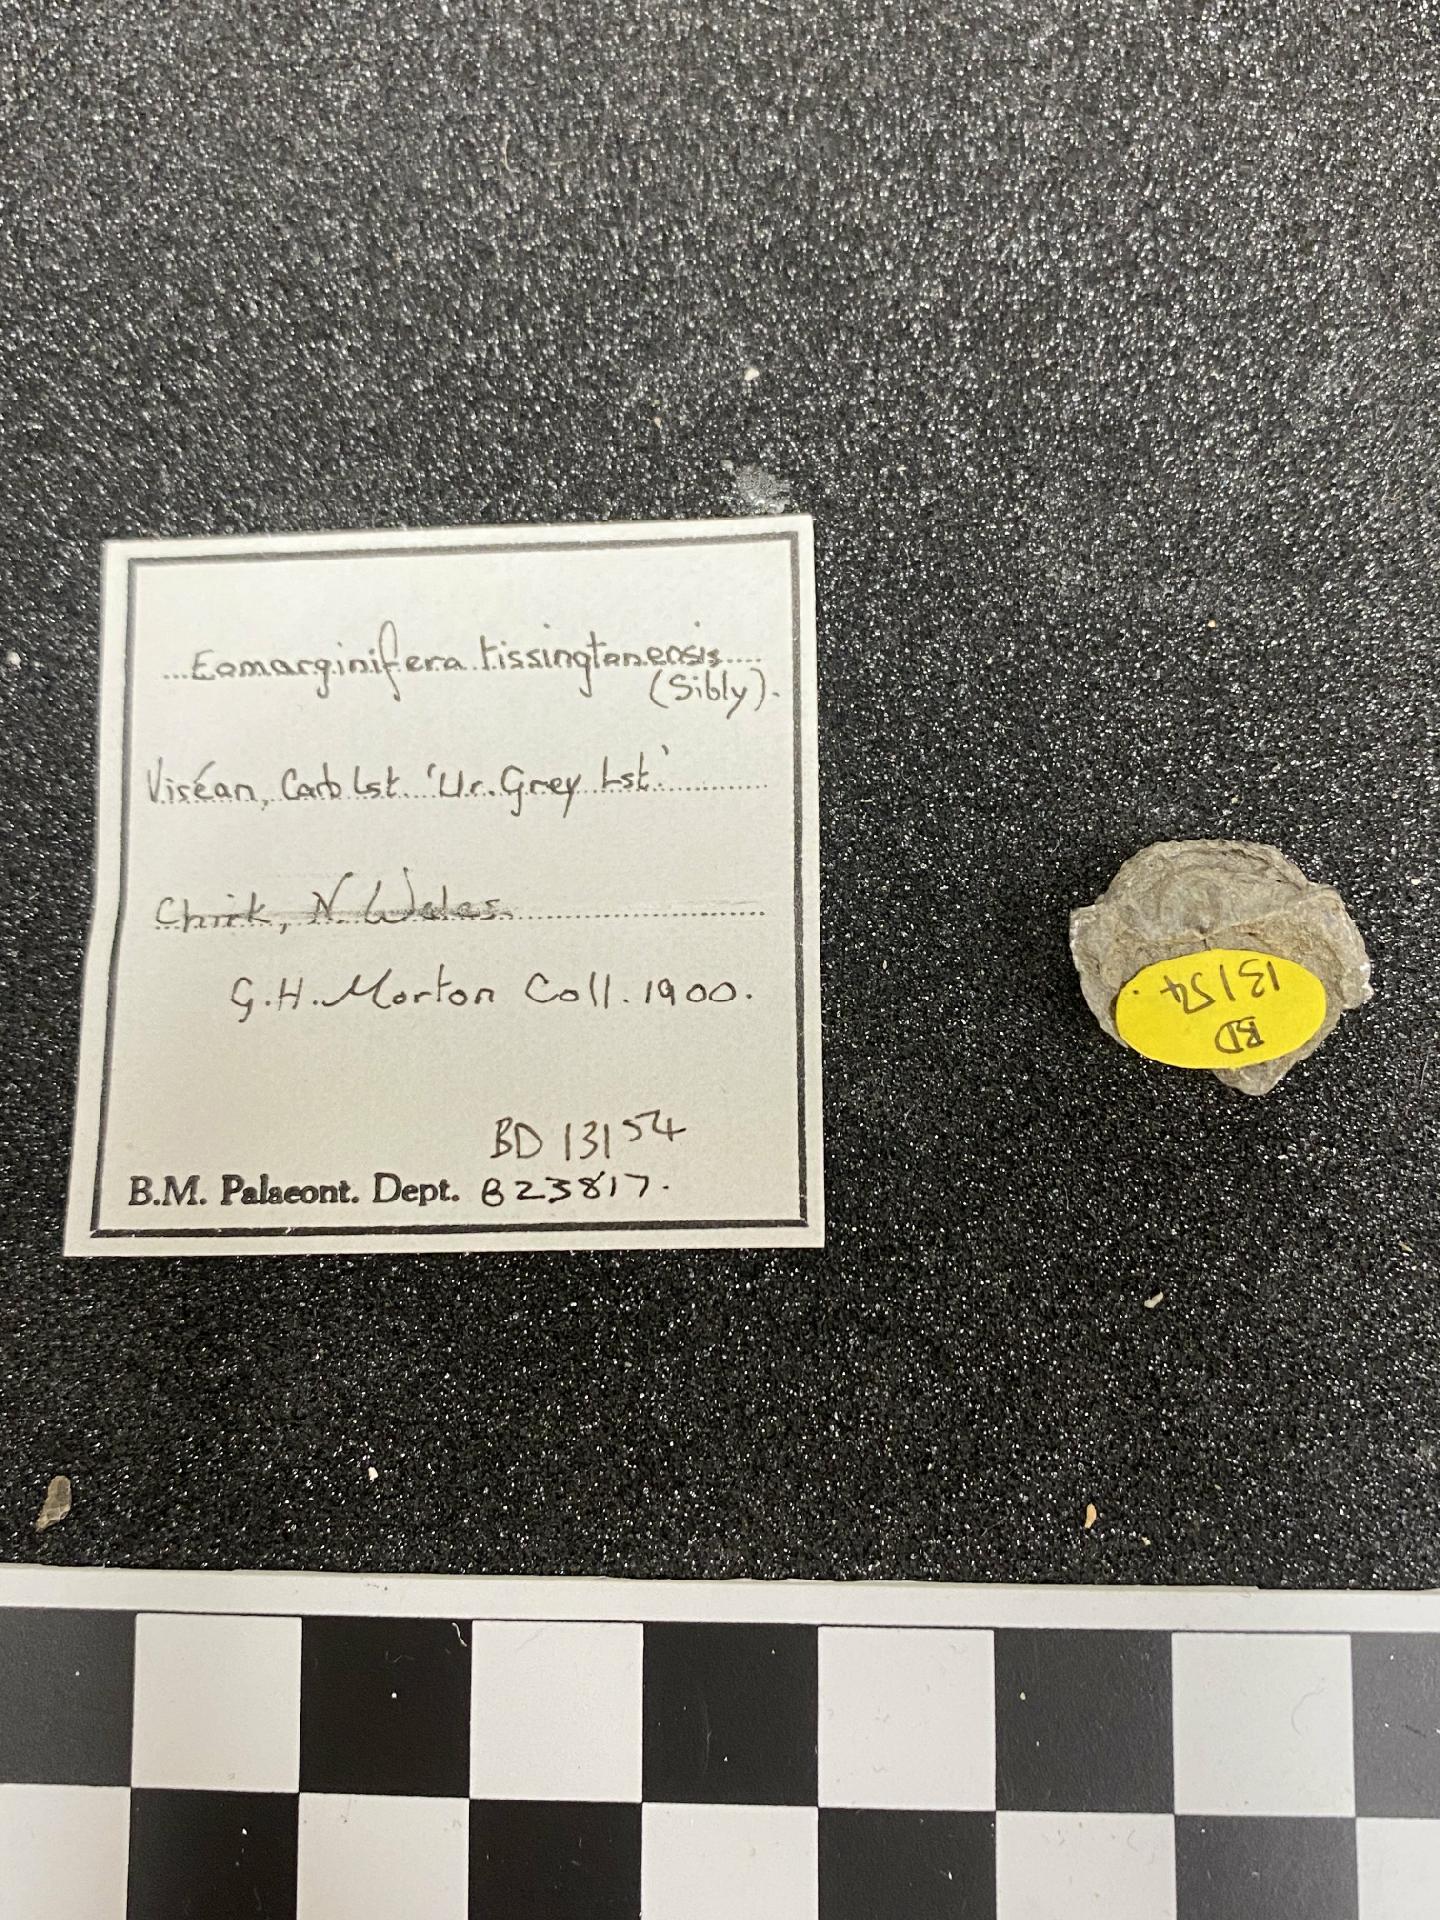 Eomarginifera tissingtonensis
(Sibly).
Viséan, Carb Lst. 'Ur. Grey Lst.'
Chirk, N. Wales.
G.H. Morton Coll. 1900.
BD 13154
B.M. Palaeont. Dept. B23817.
BD
13154.